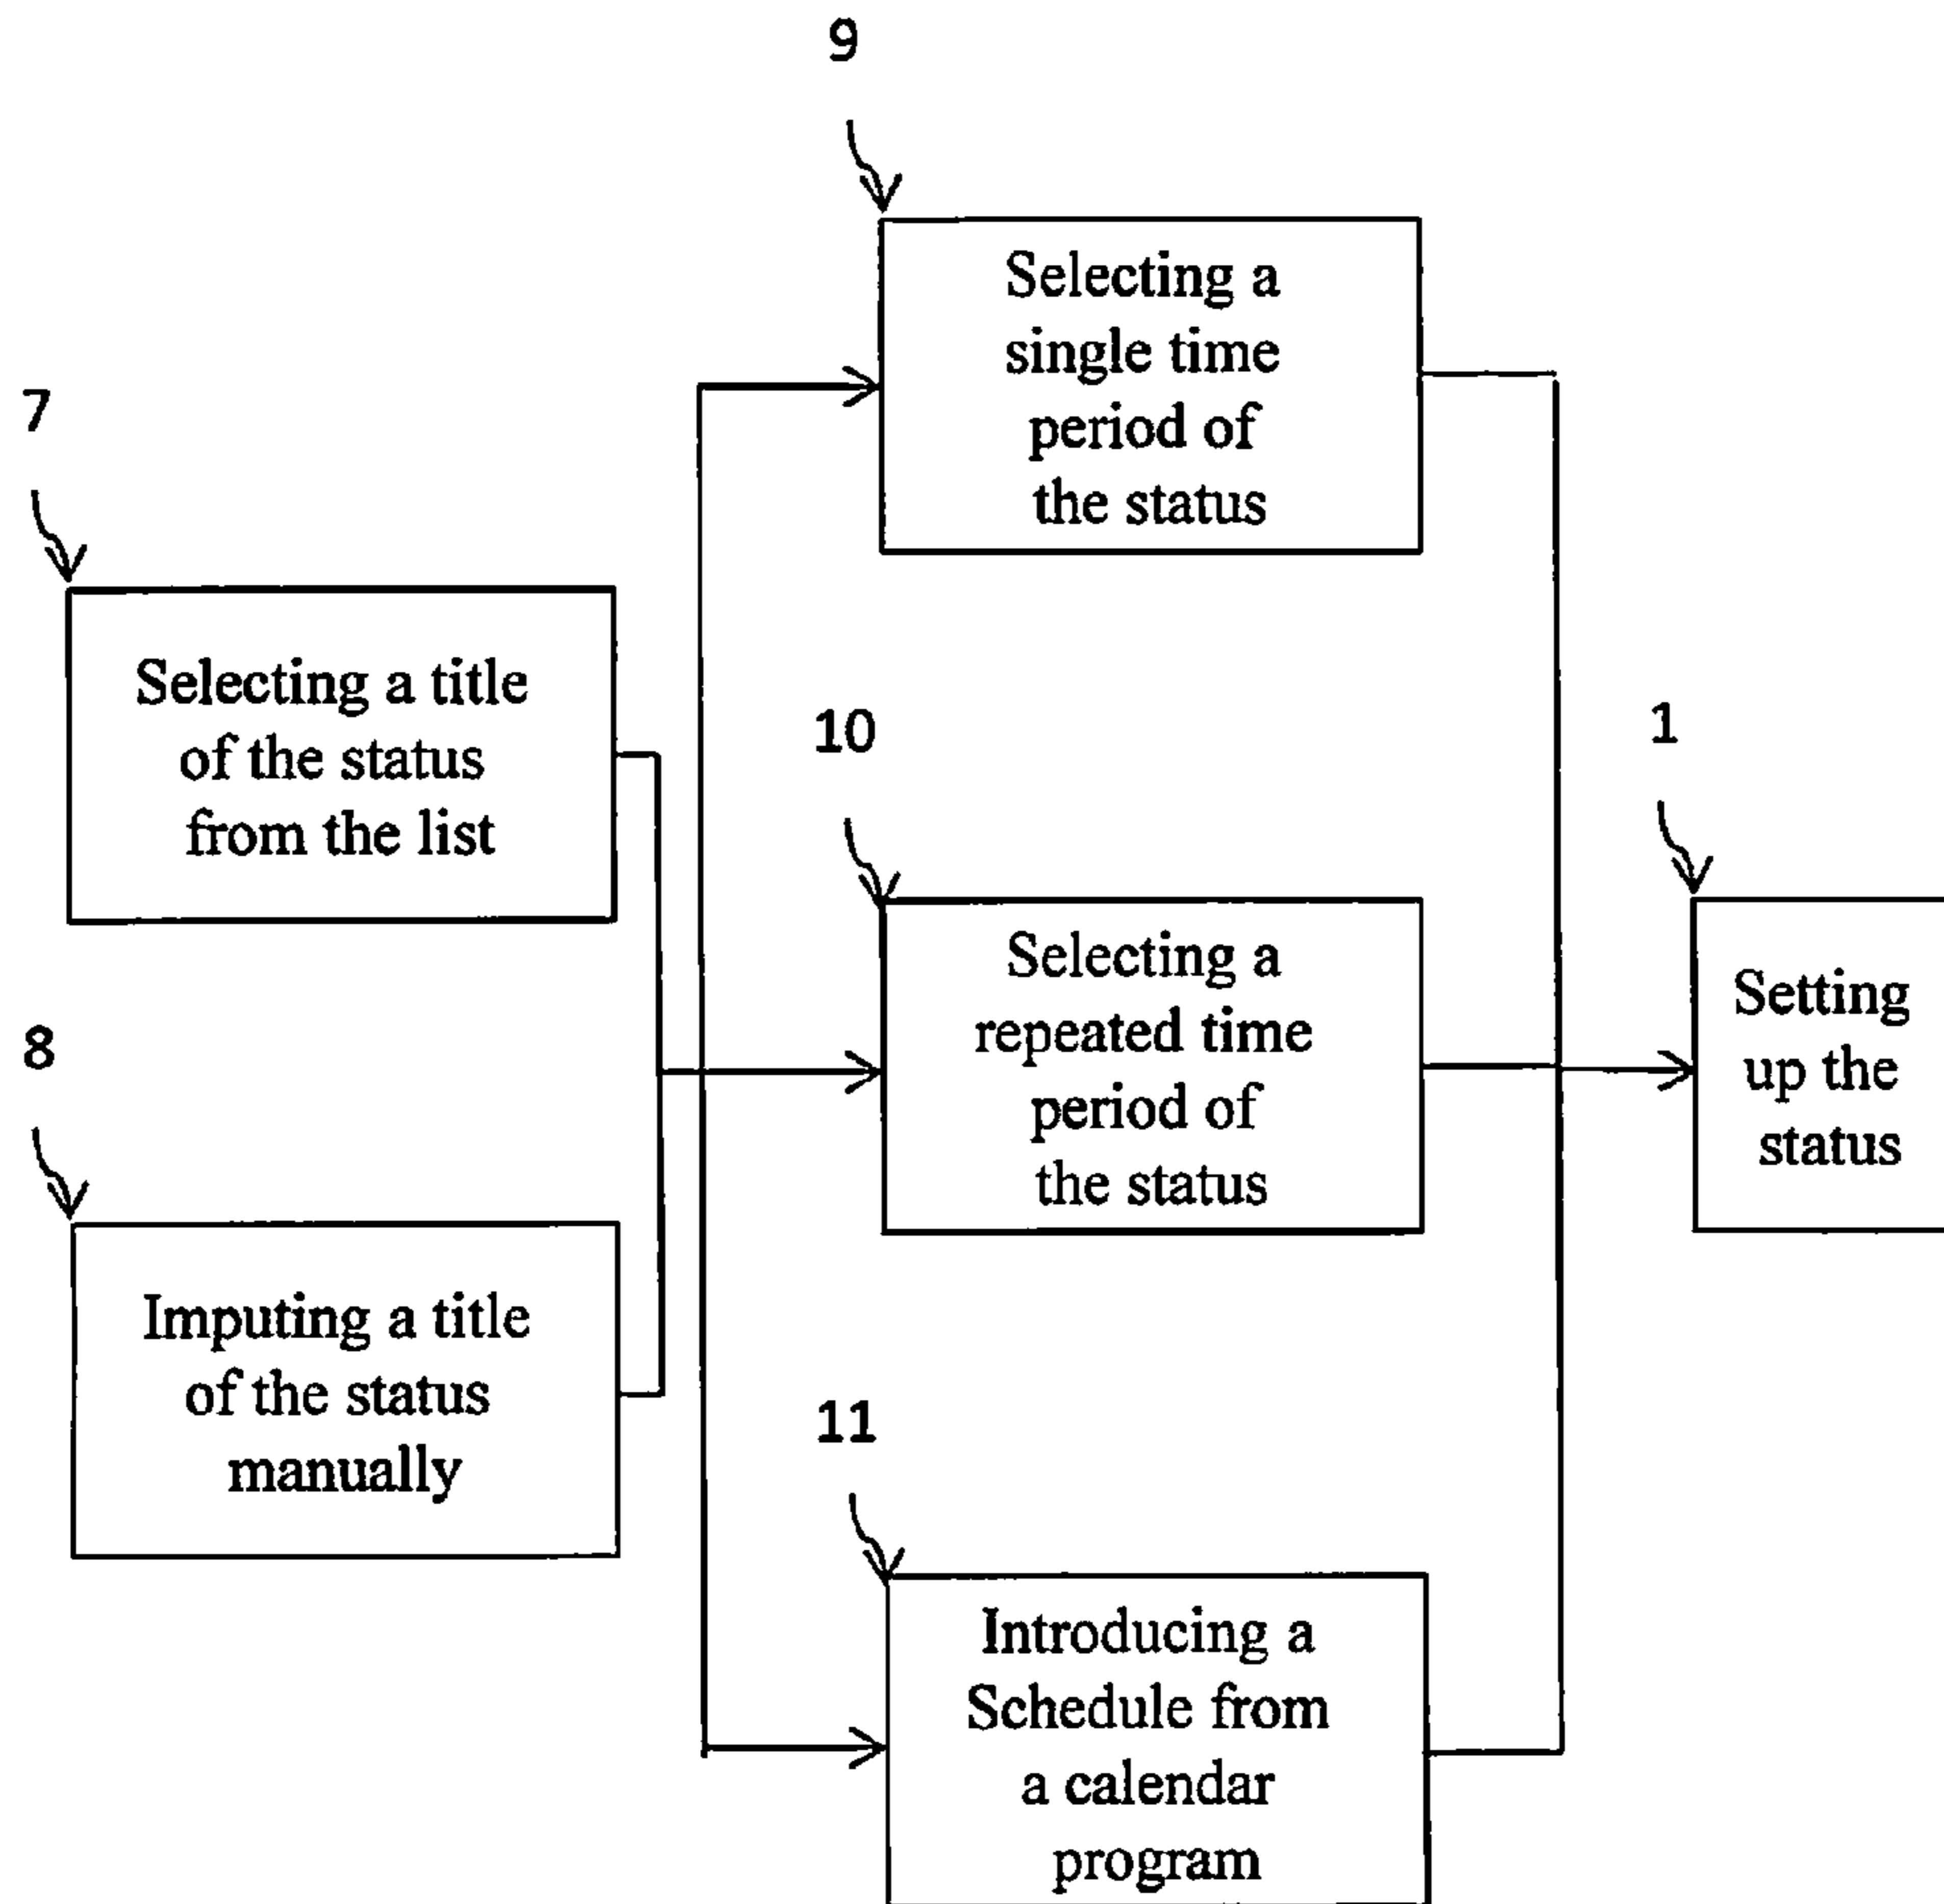 9
Selecting a
single time
period of
the status
7
Selecting a title
of the status
from the list
10
Selecting a
repeated time
period of
the status
1
Setting
up the
status
8
Imputing a title
of the status
manually
11
Introducing a
Schedule from
a calendar
program